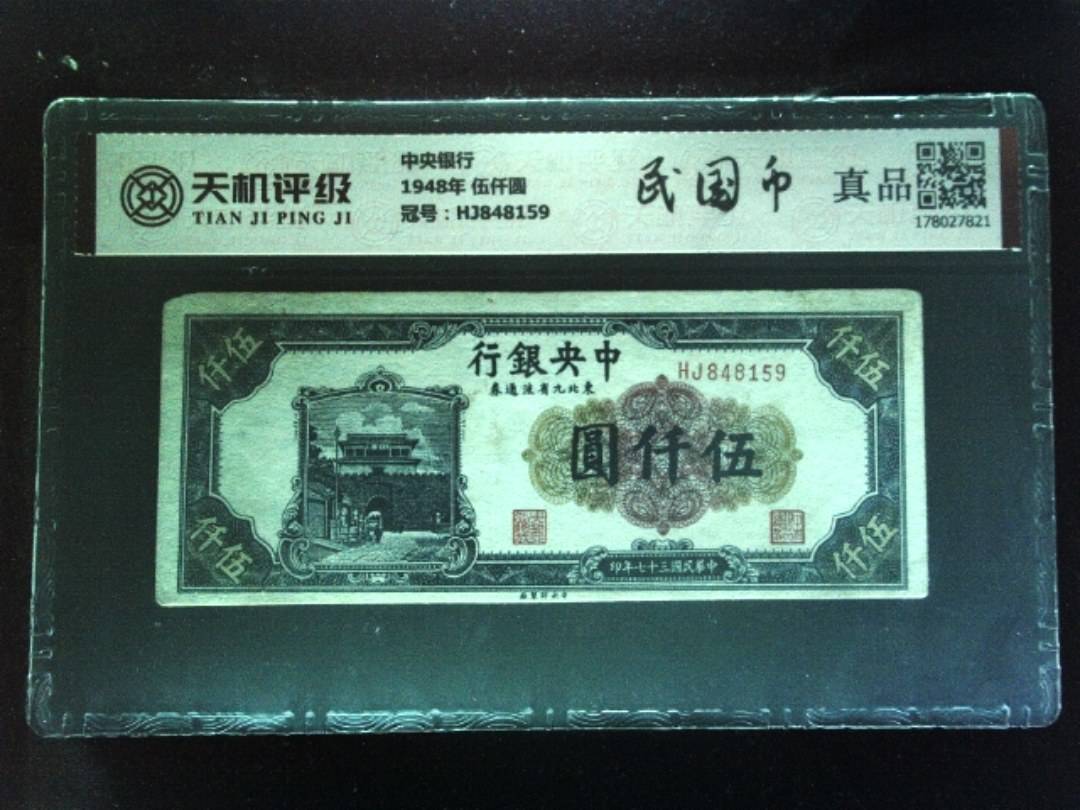 天机评级
TIAN JI PING JI
中央银行
1948年 伍仟圆
冠号：HJ848159
民国币
真品
178027821
伍仟
伍仟
中央銀行
HJ848159
東北九省流通券
伍仟圓
伍仟
伍仟
中華民國三十七年印